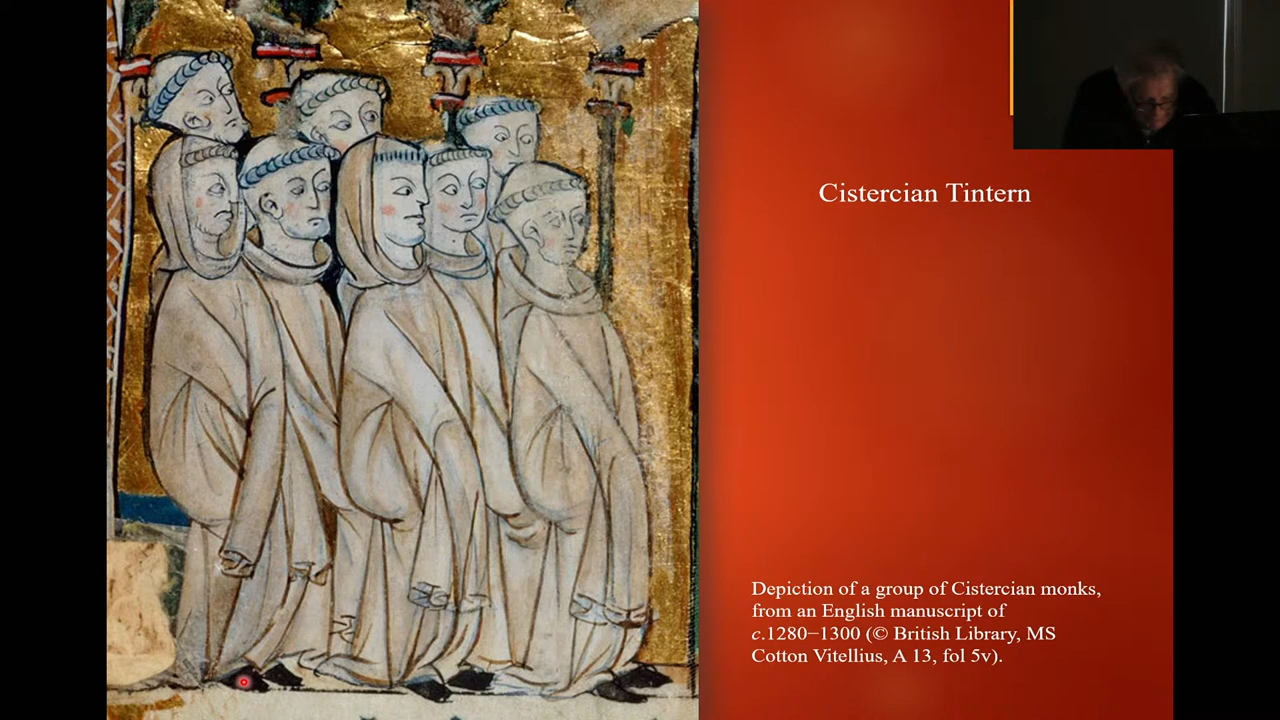 Cistercian Tintern
Depiction of a group of Cistercian monks,
from an English manuscript of
c.1280−1300 (© British Library, MS
Cotton Vitellius, A 13, fol 5v).